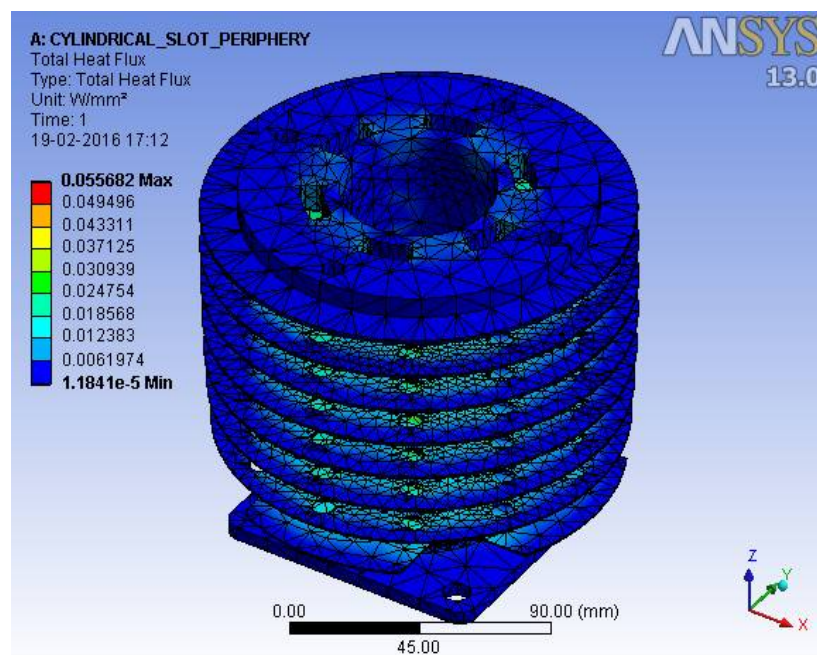 A: CYLINDRICAL_SLOT_PERIPHERY
Total Heat Flux
Type: Total Heat Flux
Unit: W/mm²
Time: 1
19-02-2016 17:12
ANSYS
13.0
0.055682 Max
0.049496
0.043311
0.037125
0.030939
0.024754
0.018568
0.012383
0.0061974
1.1841e-5 Min
Z
Y
X
0.00
90.00 (mm)
45.00